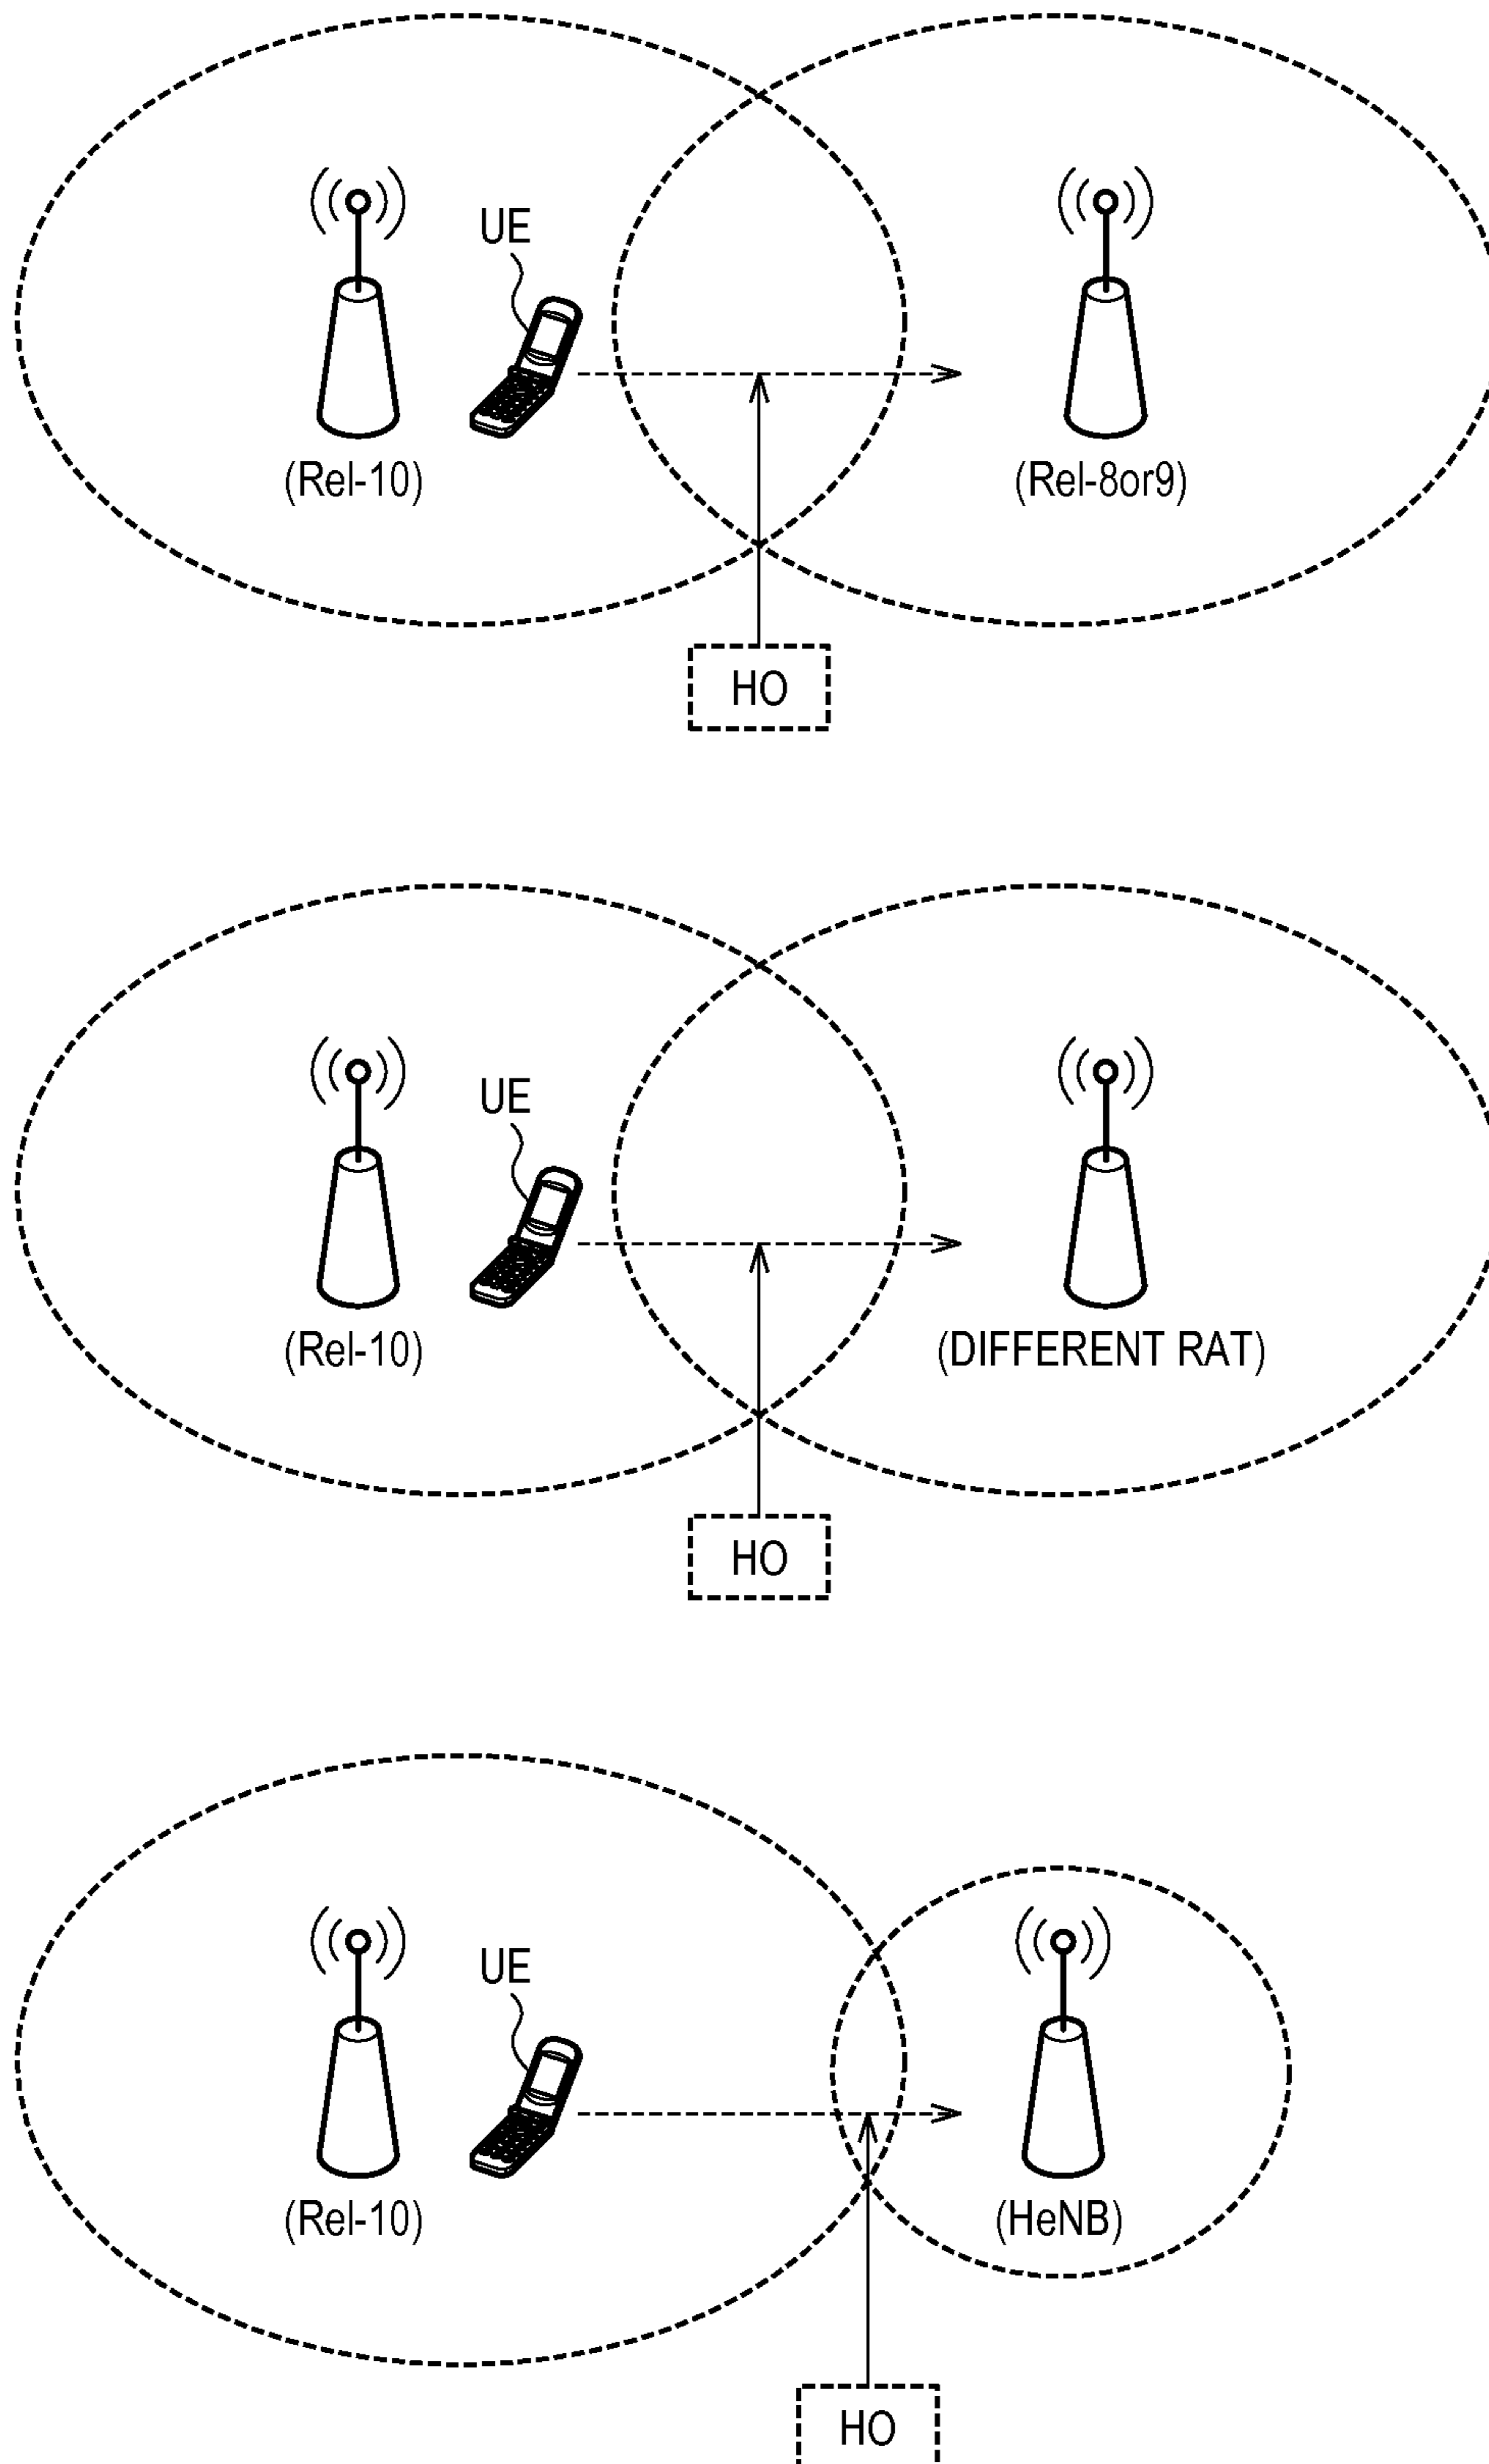 UE
(Rel-10)
(Rel-8or9)
HO
UE
(Rel-10)
(DIFFERENT RAT)
HO
UE
(Rel-10)
(HeNB)
HO